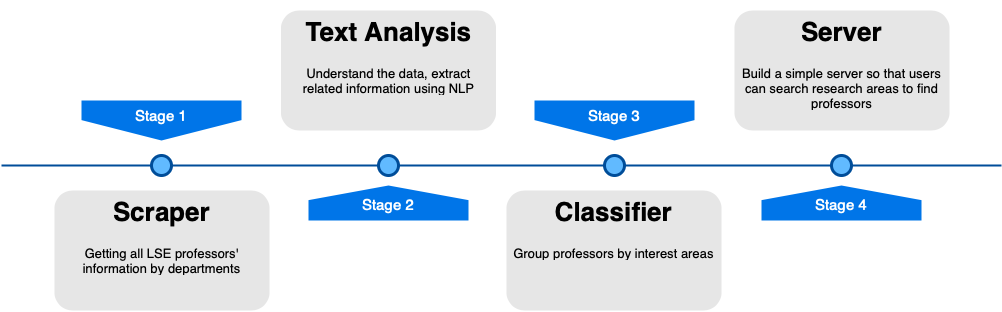 Stage 1
Scraper
Getting all LSE professors'
information by departments
Text Analysis
Understand the data, extract
related information using NLP
Stage 2
Stage 3
Classifier
Group professors by interest areas
Server
Build a simple server so that users
can search research areas to find
professors
Stage 4